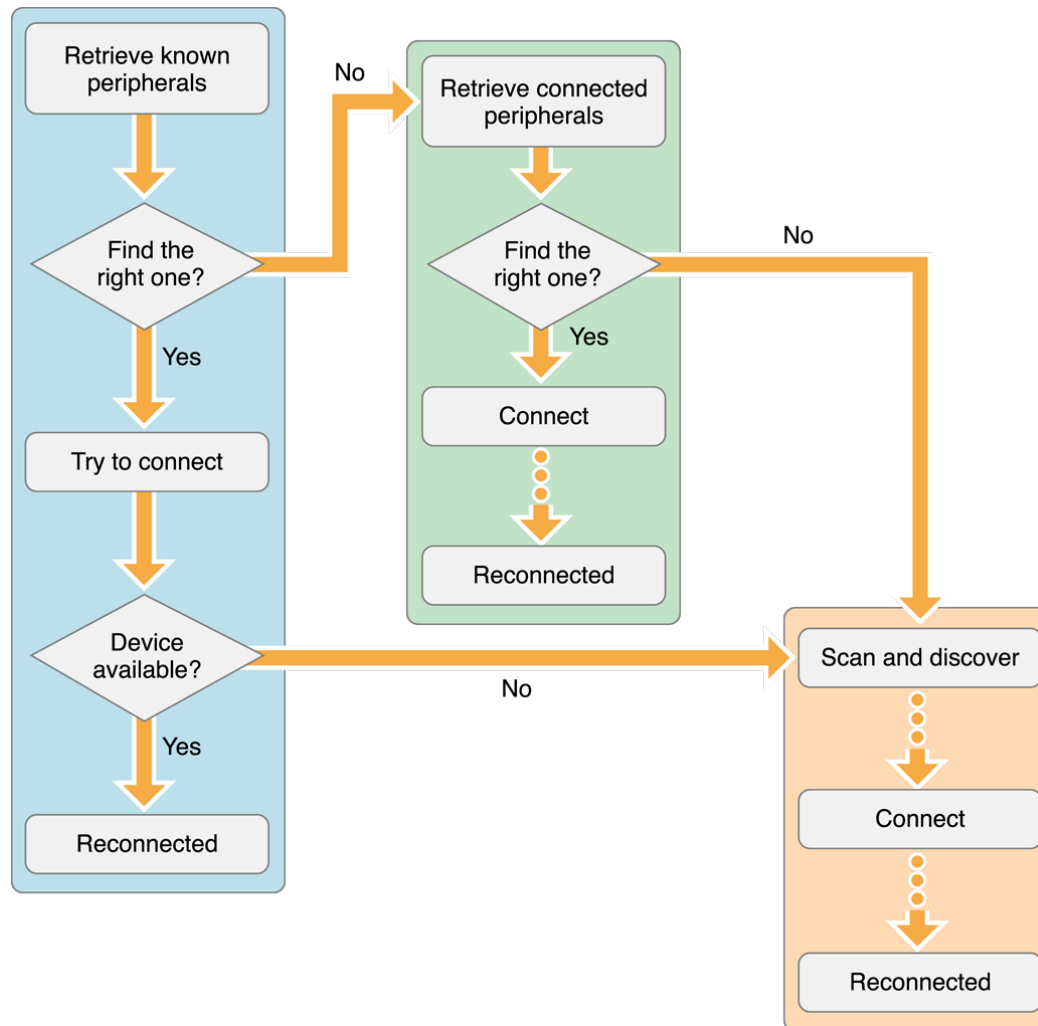 Retrieve known
peripherals
Find the
right one?
Yes
No
Try to connect
Device
available?
Yes
No
Reconnected
Retrieve connected
peripherals
Find the
right one?
Yes
No
Connect
Reconnected
Scan and discover
Connect
Reconnected